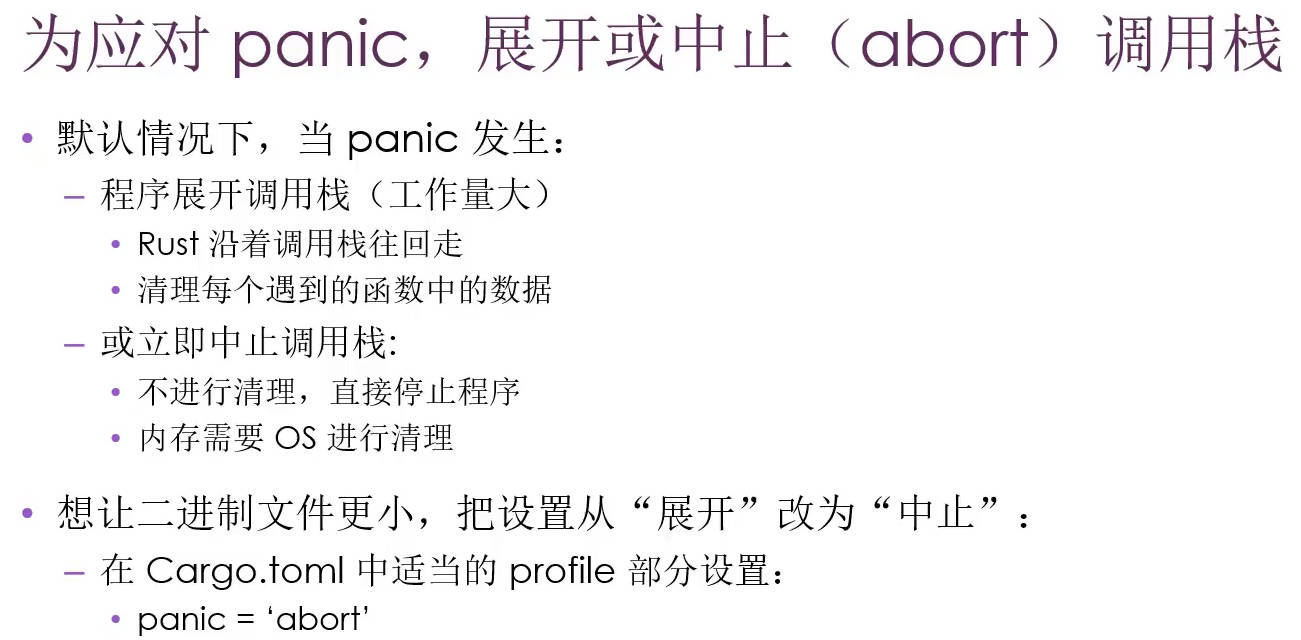 为应对 panic，展开或中止（abort）调用栈
• 默认情况下，当 panic 发生：
– 程序展开调用栈（工作量大）
• Rust 沿着调用栈往回走
• 清理每个遇到的函数中的数据
– 或立即中止调用栈:
• 不进行清理，直接停止程序
• 内存需要 OS 进行清理
• 想让二进制文件更小，把设置从“展开”改为“中止”：
– 在 Cargo.toml 中适当的 profile 部分设置：
• panic = ‘abort’